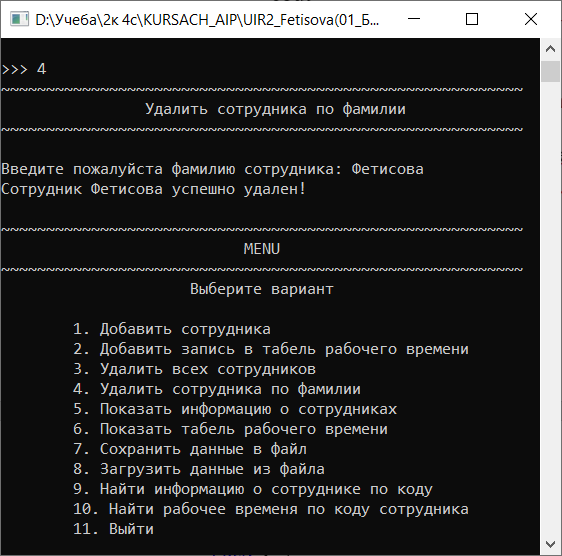 D:\Учеба\2к 4с\KURSACH_AIP\UIR2_Fetisova(01_Б...
>>> 4
~~~~~~~~~~~~~~~~~~~~~~~~~~~~~~~~~~~~~~~~~~~~~~~~~~~~~~~~~~
Удалить сотрудника по фамилии
~~~~~~~~~~~~~~~~~~~~~~~~~~~~~~~~~~~~~~~~~~~~~~~~~~~~~~~~~~
Введите пожалуйста фамилию сотрудника: Фетисова
Сотрудник Фетисова успешно удален!
~~~~~~~~~~~~~~~~~~~~~~~~~~~~~~~~~~~~~~~~~~~~~~~~~~~~~~~~~~
MENU
~~~~~~~~~~~~~~~~~~~~~~~~~~~~~~~~~~~~~~~~~~~~~~~~~~~~~~~~~~
Выберите вариант
1. Добавить сотрудника
2. Добавить запись в табель рабочего времени
3. Удалить всех сотрудников
4. Удалить сотрудника по фамилии
5. Показать информацию о сотрудниках
6. Показать табель рабочего времени
7. Сохранить данные в файл
8. Загрузить данные из файла
9. Найти информацию о сотруднике по коду
10. Найти рабочее временя по коду сотрудника
11. Выйти